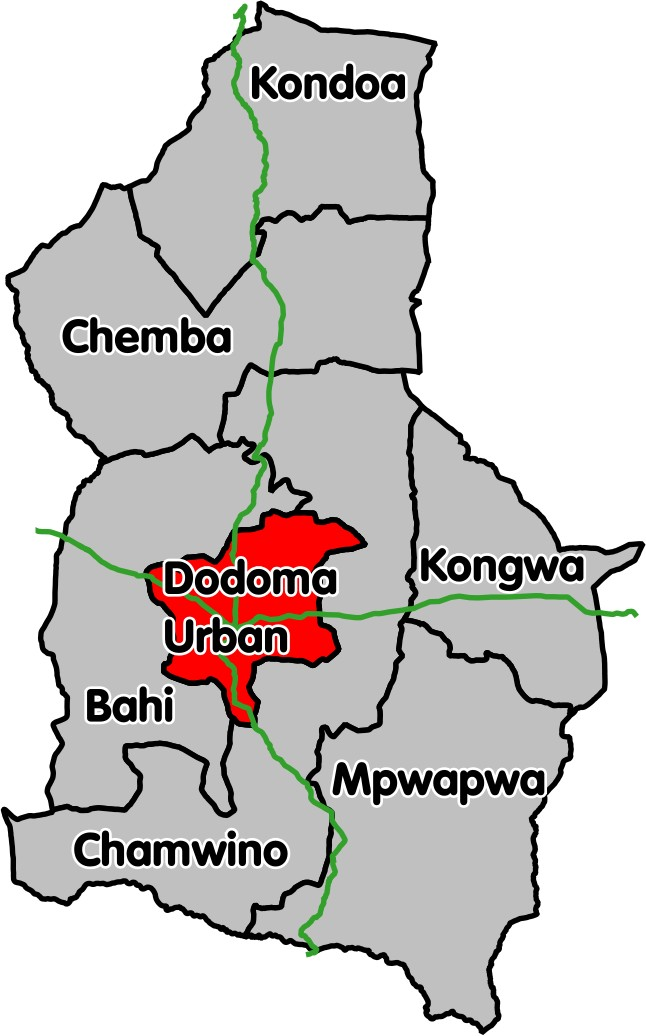 Kondoa
Chemba
Kongwa
Dodoma
Urban
Bahi
Mpwapwa
Chamwino